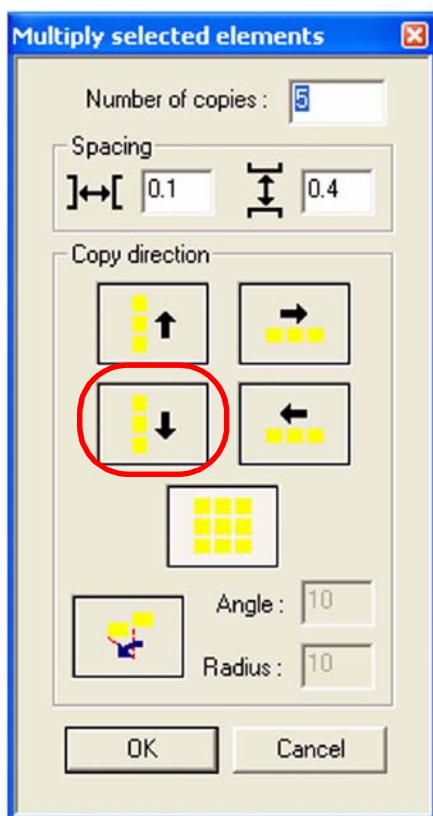 Multiply selected elements
Number of copies : 5
Spacing
0.1 0.4
Copy direction
Angle : 10
Radius : 10
OK Cancel